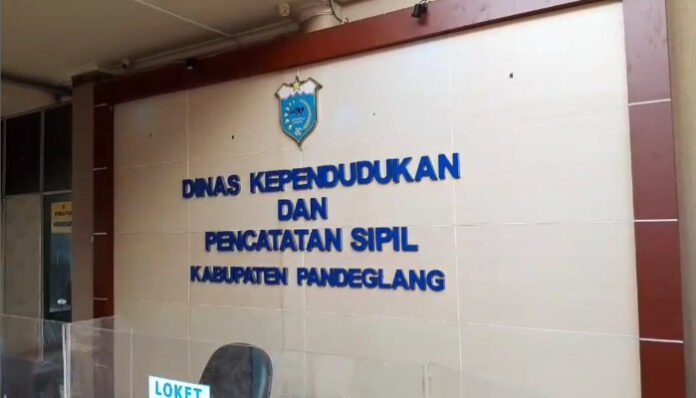 DINAS KEPENDUDUKAN
DAN
PENCATATAN SIPIL
KABUPATEN PANDEGLANG
LOKET